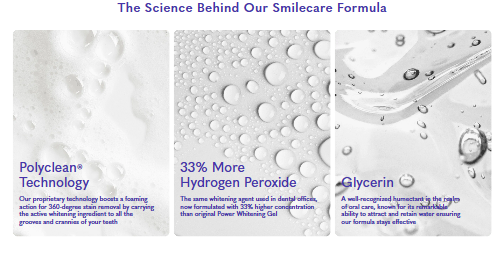 The Science Behind Our Smilecare Formula
Polyclean®
Technology
Our proprietary technology boosts a foaming
action for 360-degree stain removal by carrying
the active whitening ingredient to all the
grooves and crannies of your teeth
33% More
Hydrogen Peroxide
The same whitening agent used in dental offices,
now formulated with 33% higher concentration
than original Power Whitening Gel
Glycerin
A well-recognized humectant in the realm
of oral care, known for its remarkable
ability to attract and retain water ensuring
our formula stays effective